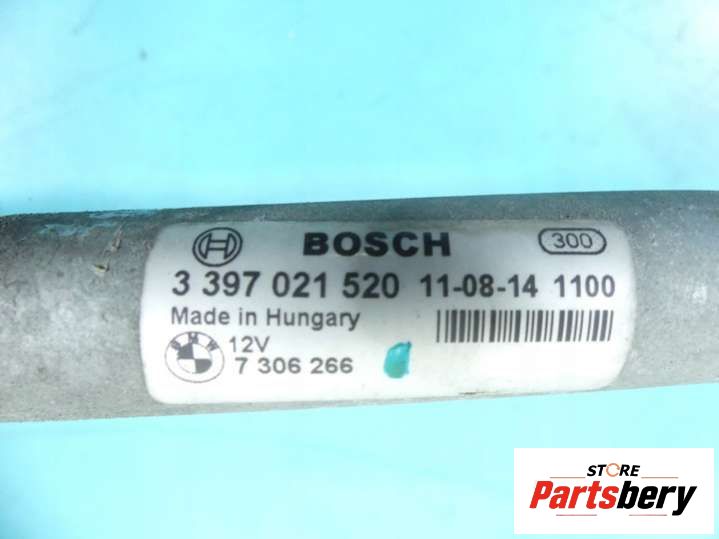 BOSCH 300
3 397 021 520 11-08-14 1100
Made in Hungary
BMW 12V
7 306 266
STORE
Partsbery